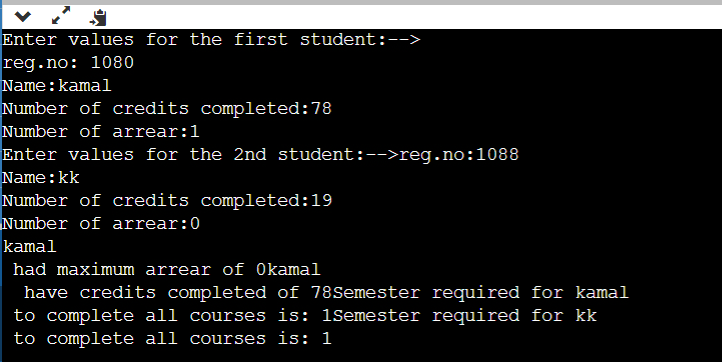 Enter values for the first student:-->
reg.no: 1080
Name:kamal
Number of credits completed:78
Number of arrear:1
Enter values for the 2nd student:-->reg.no:1088
Name:kk
Number of credits completed:19
Number of arrear:0
kamal
 had maximum arrear of 0kamal
  have credits completed of 78Semester required for kamal
 to complete all courses is: 1Semester required for kk
 to complete all courses is: 1